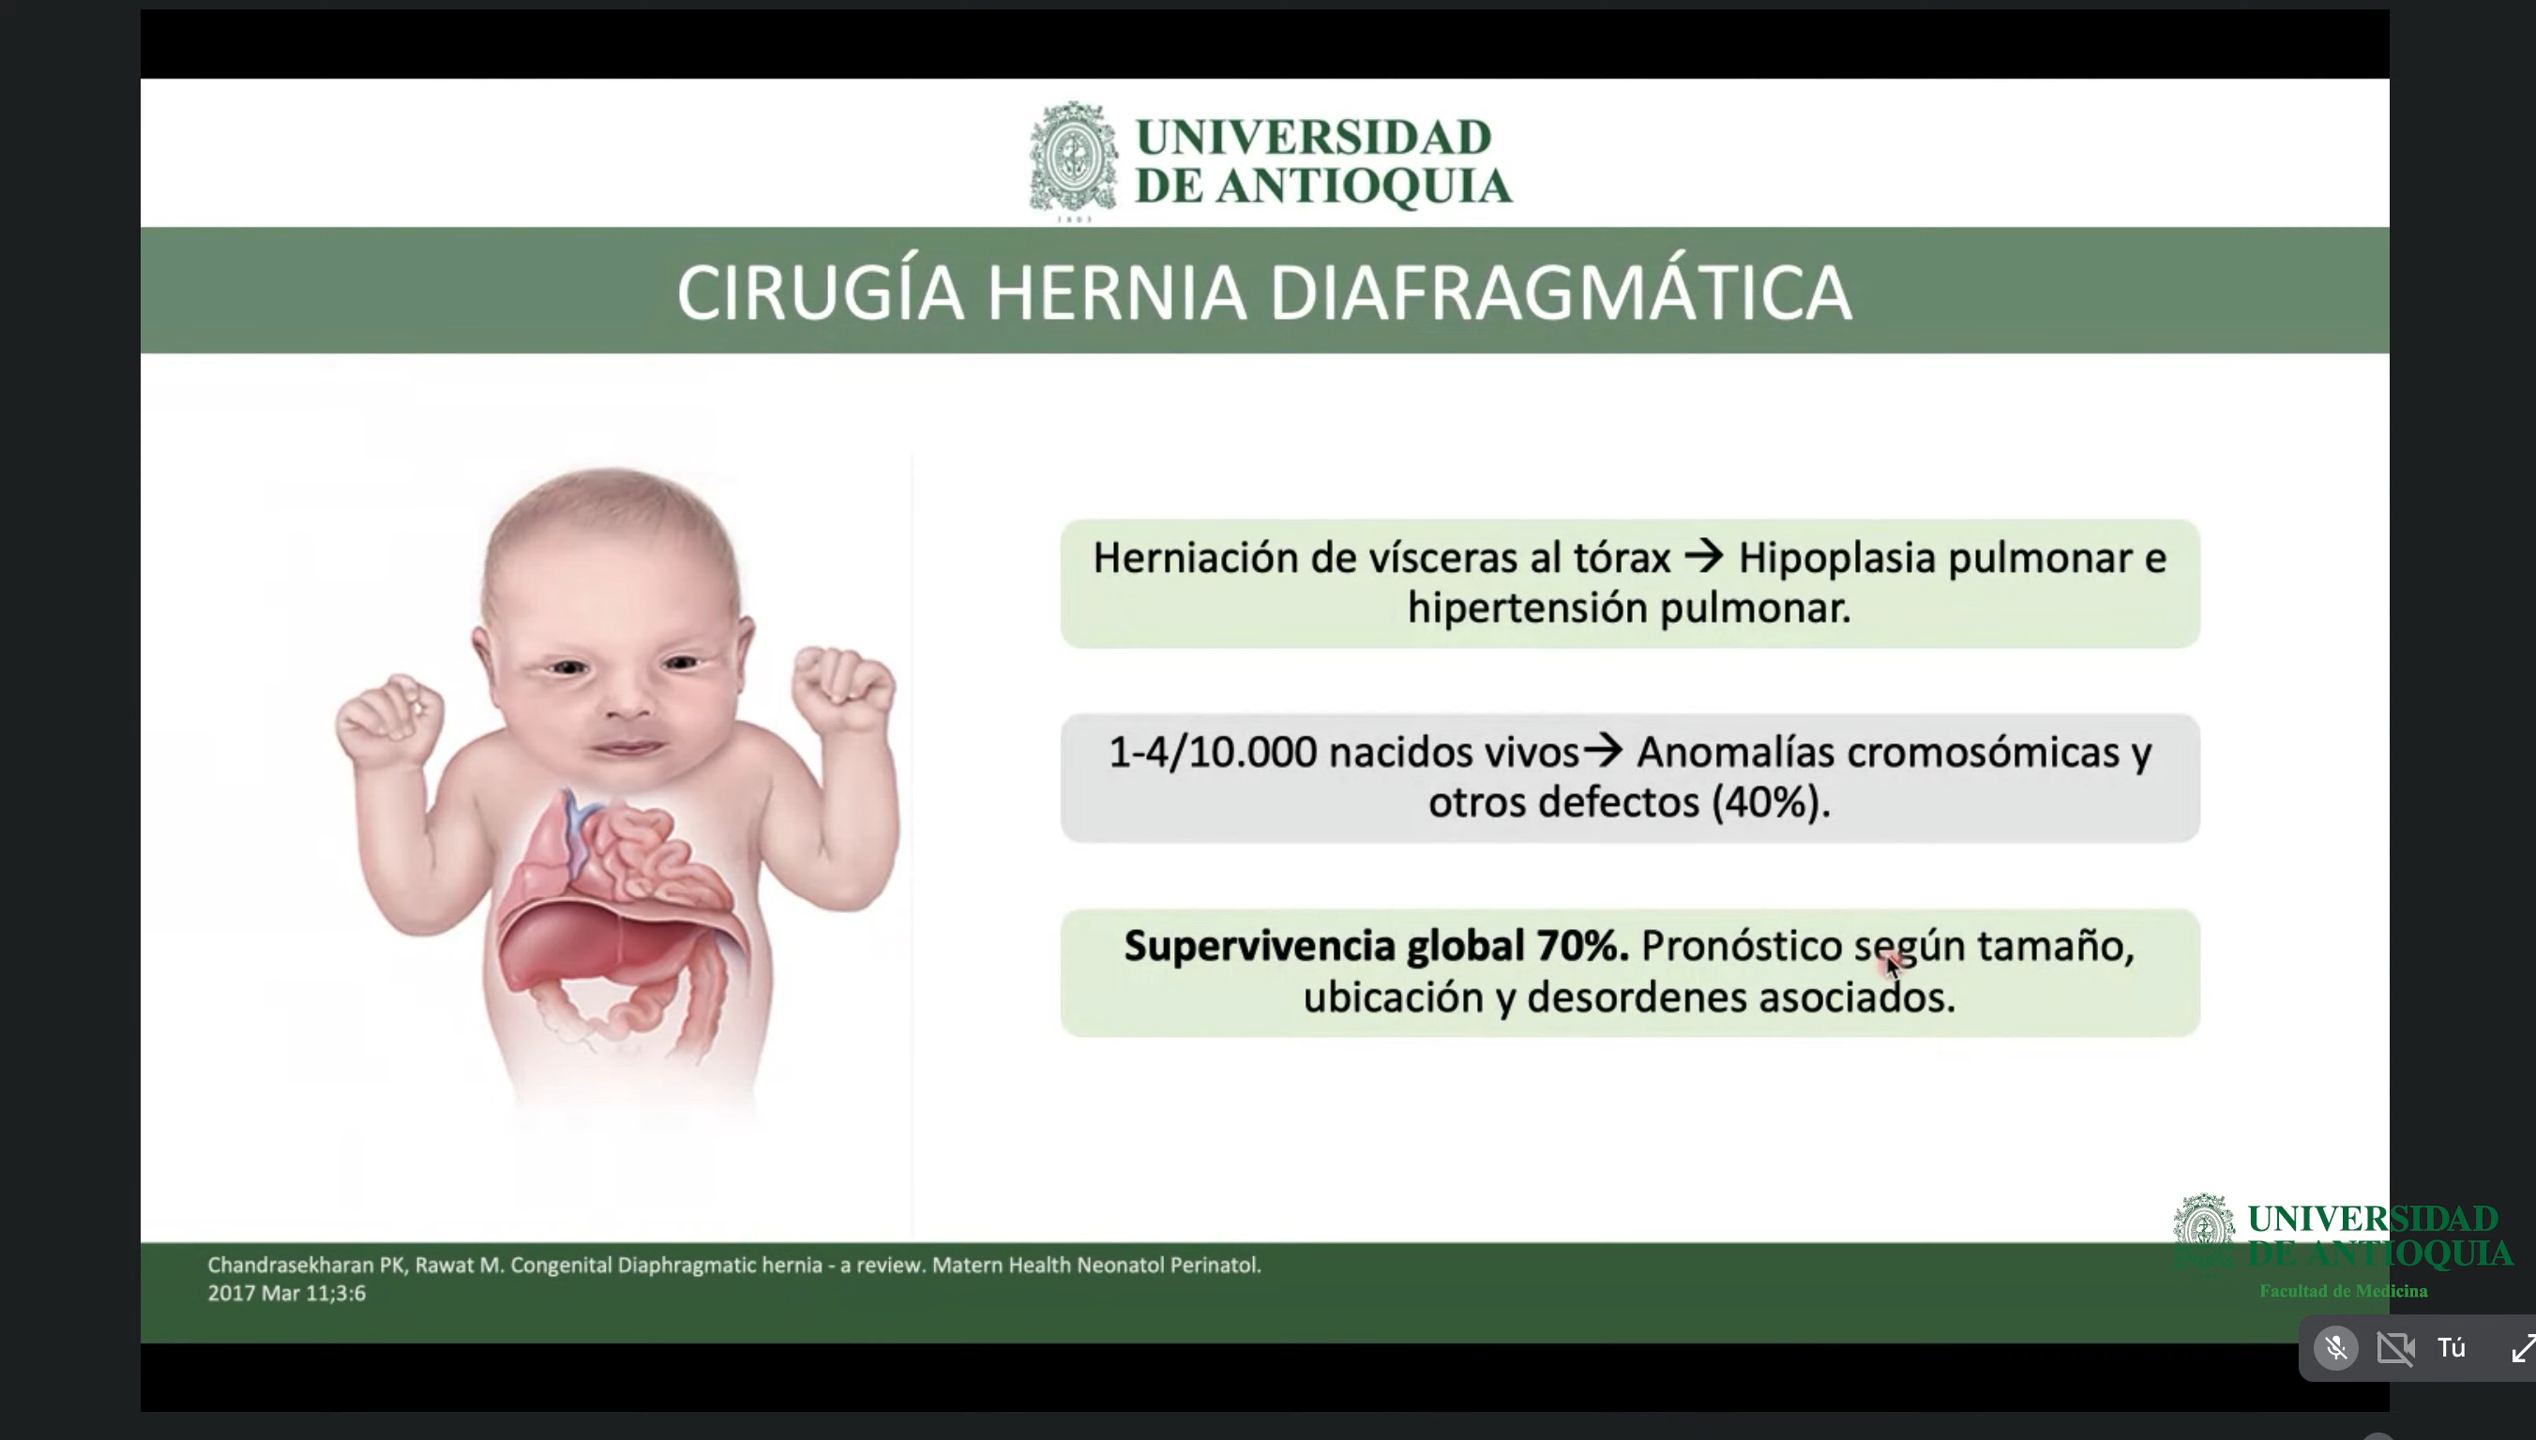 UNIVERSIDAD
DE ANTIOQUIA
1803
CIRUGÍA HERNIA DIAFRAGMÁTICA
Herniación de vísceras al tórax → Hipoplasia pulmonar e
hipertensión pulmonar.
1-4/10.000 nacidos vivos→ Anomalías cromosómicas y
otros defectos (40%).
Supervivencia global 70%. Pronóstico según tamaño,
ubicación y desordenes asociados.
Chandrasekharan PK, Rawat M. Congenital Diaphragmatic hernia - a review. Matern Health Neonatol Perinatol.
2017 Mar 11;3:6
UNIVERSIDAD
DE ANTIOQUIA
Facultad de Medicina
Tú